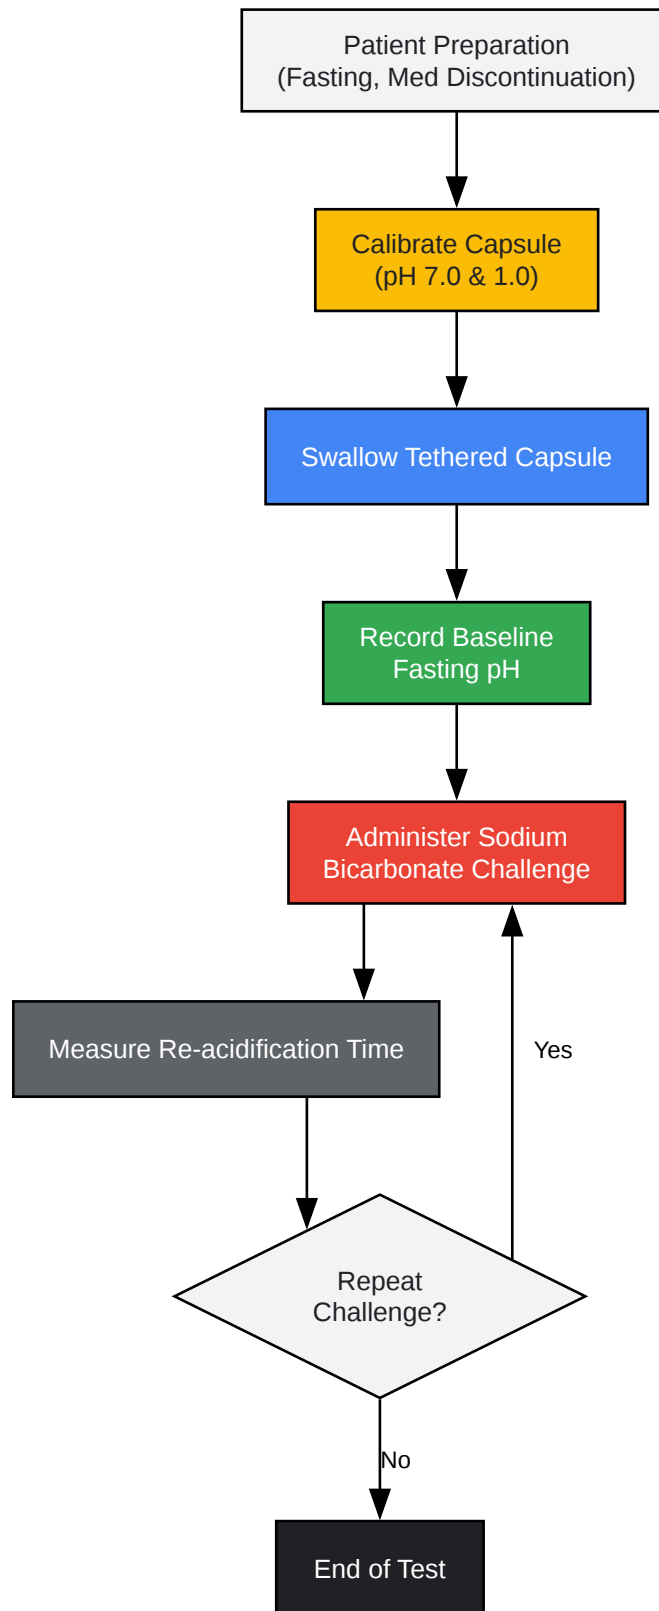 Patient Preparation
(Fasting, Med Discontinuation)
Calibrate Capsule
(pH 7.0 & 1.0)
Swallow Tethered Capsule
Record Baseline
Fasting pH
Administer Sodium
Bicarbonate Challenge
Measure Re-acidification Time
Yes
Repeat
Challenge?
No
End of Test